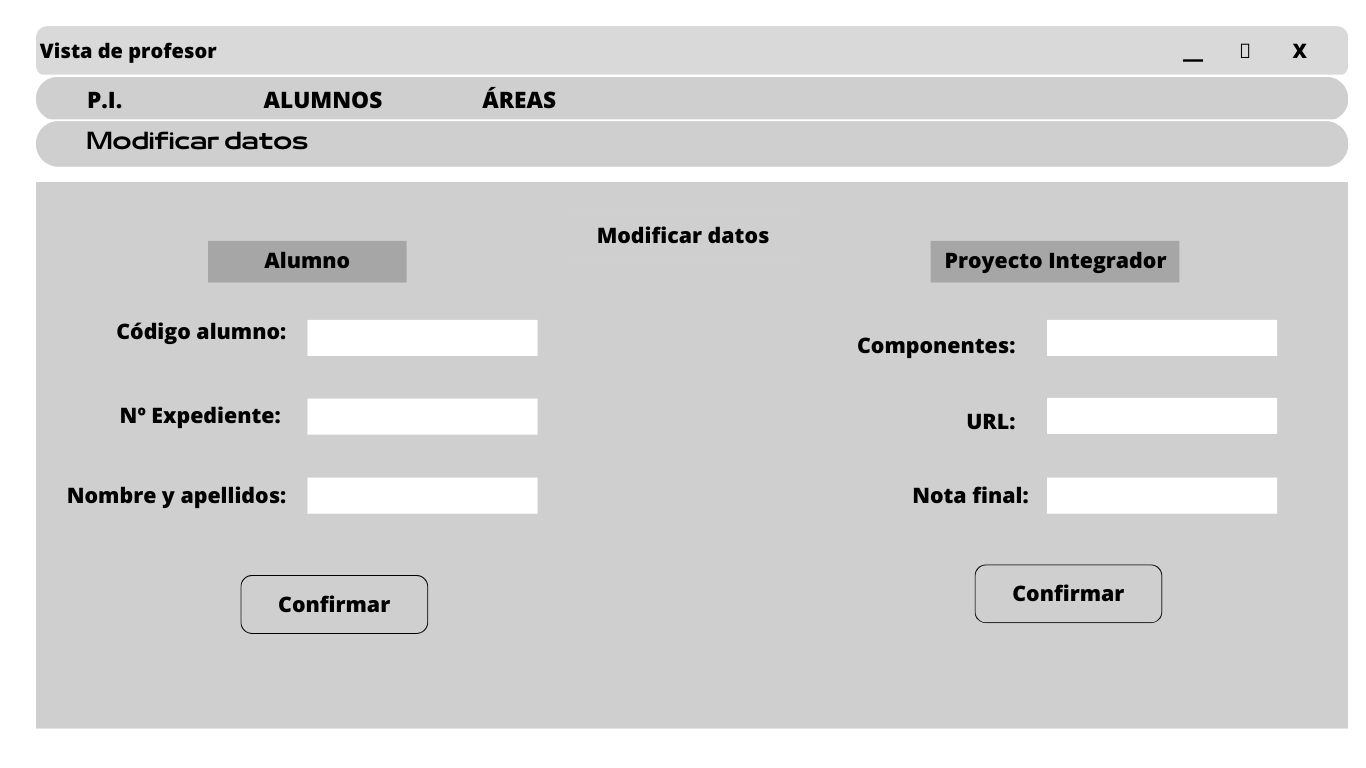 Vista de profesor
__ X
P.I. ALUMNOS ÁREAS
Modificar datos
Modificar datos
Alumno
Código alumno:
Nº Expediente:
Nombre y apellidos:
Confirmar
Proyecto Integrador
Componentes:
URL:
Nota final:
Confirmar